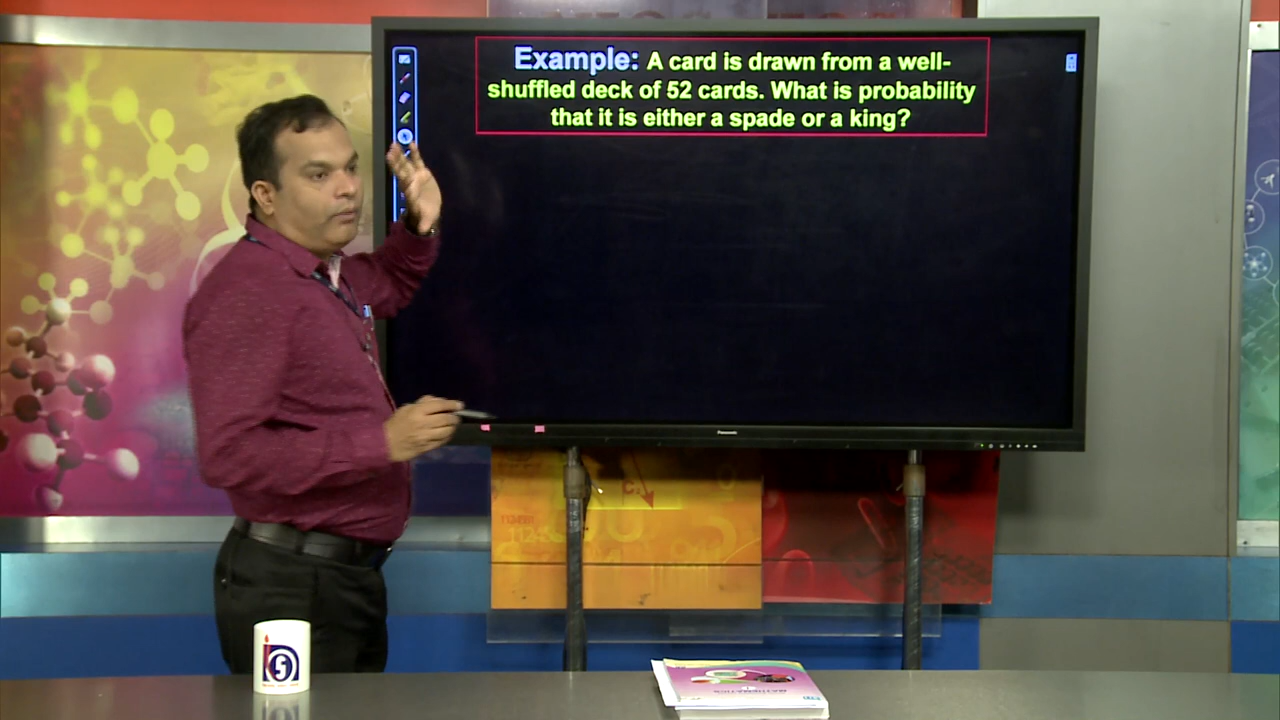 Example: A card is drawn from a well-
shuffled deck of 52 cards. What is probability
that it is either a spade or a king?
Panasonic
MATHEMATICS